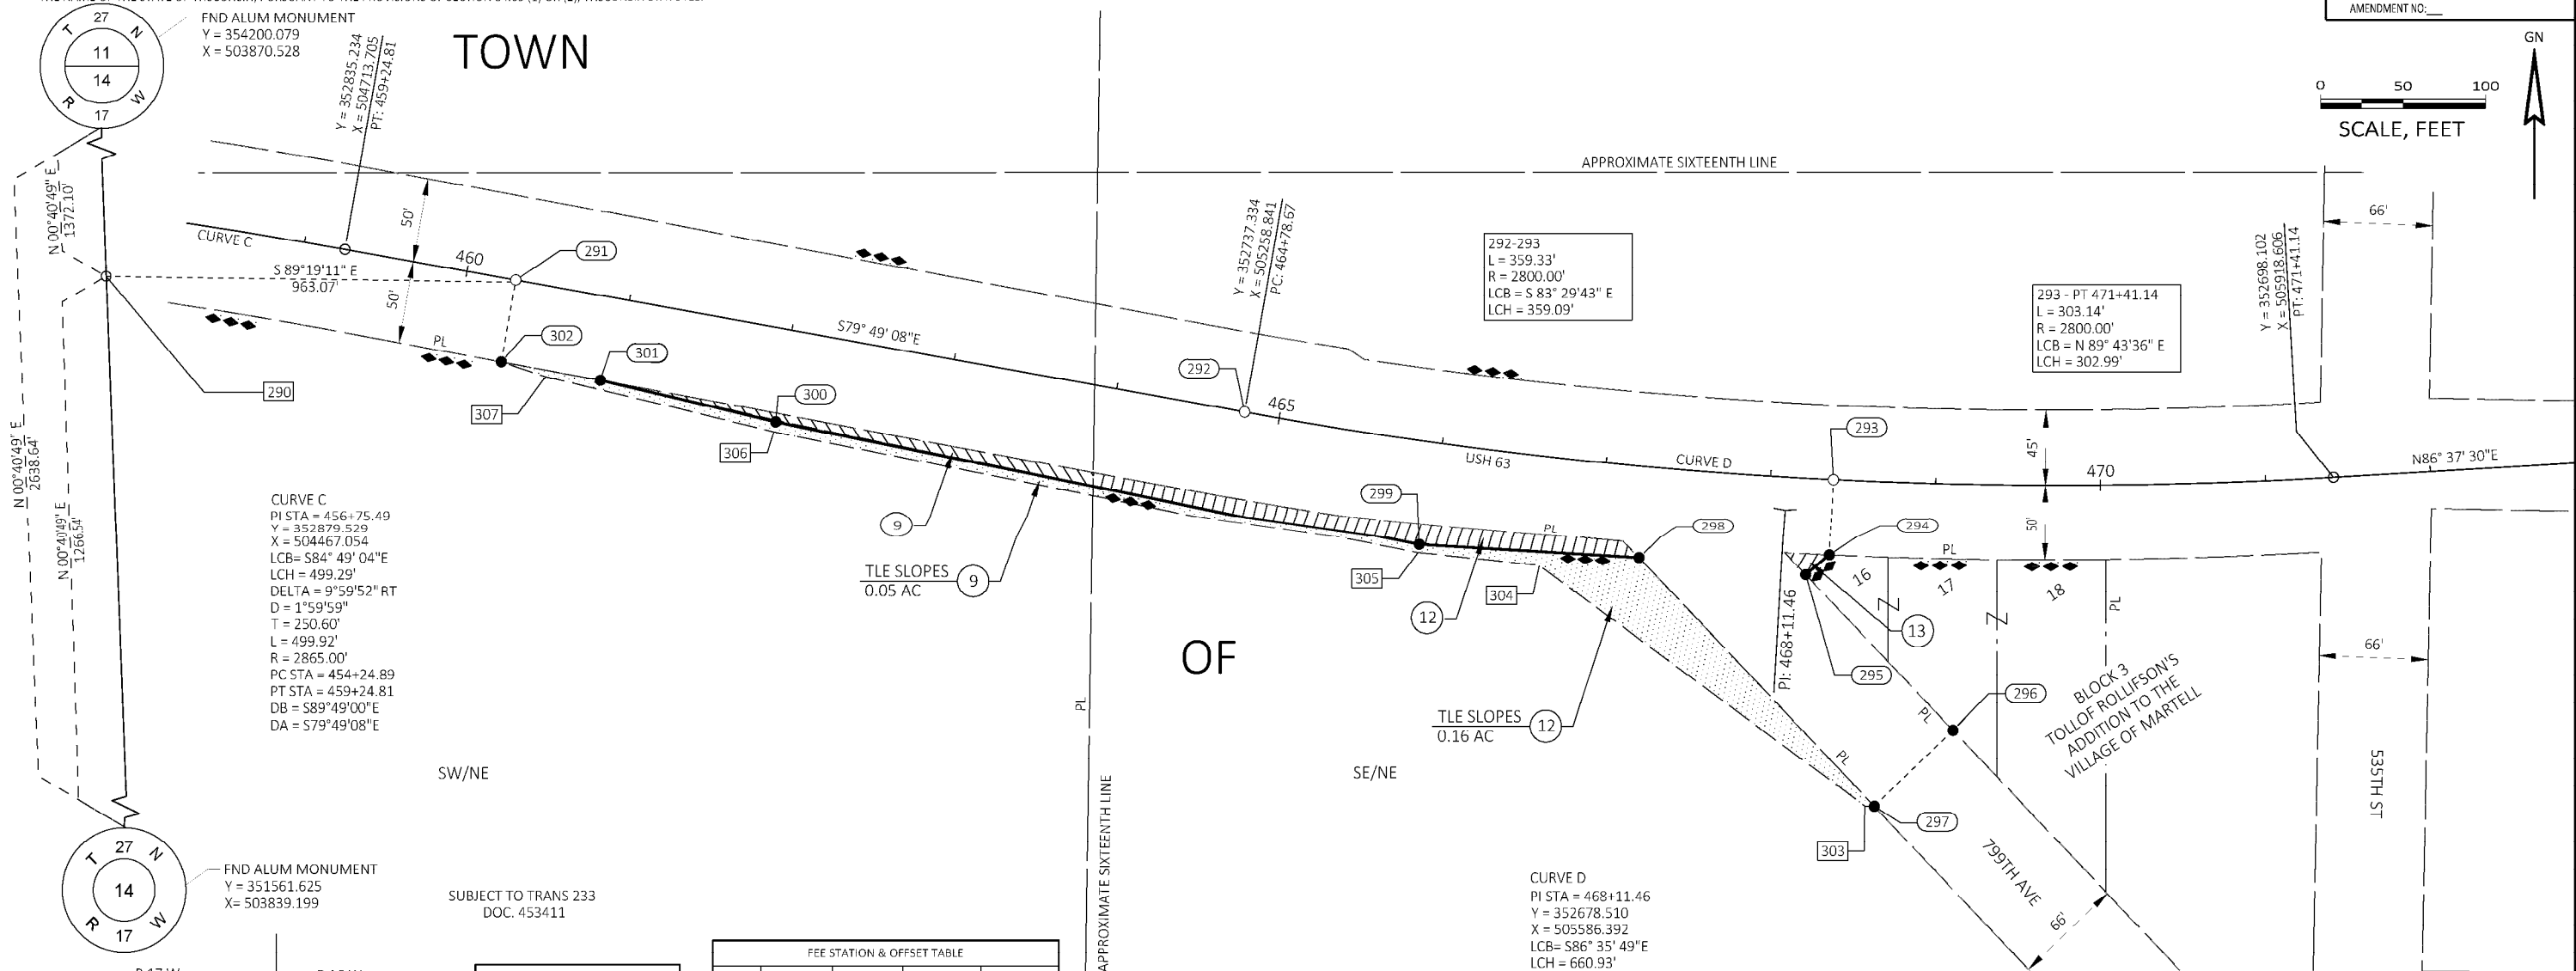 AMENDMENT NO:___
27
T N
11
14
R W
17
FND ALUM MONUMENT
Y = 354200.079
X = 503870.528
TOWN
Y = 352835.234
X = 504713.705
PT: 459+24.81
GN
0 50 100
SCALE, FEET
APPROXIMATE SIXTEENTH LINE
N 00°40'49" E
1372.10'
N 00°40'49" E
2638.64'
N 00°40'49" E
1266.54'
CURVE C
50'
50'
460
291
S 89°19'11" E
963.07'
290
PL
302
301
307
300
306
S79° 49' 08"E
Y = 352737.334
X = 505258.841
PC: 464+78.67
292
465
292-293
L = 359.33'
R = 2800.00'
LCB = S 83° 29'43" E
LCH = 359.09'
293 - PT 471+41.14
L = 303.14'
R = 2800.00'
LCB = N 89° 43'36" E
LCH = 302.99'
Y = 352698.102
X = 505918.606
PT: 471+41.14
66'
USH 63
CURVE D
293
45'
470
N86° 37' 30"E
50'
CURVE C
PI STA = 456+75.49
Y = 352879.529
X = 504467.054
LCB= S84° 49' 04"E
LCH = 499.29'
DELTA = 9°59'52" RT
D = 1°59'59"
T = 250.60'
L = 499.92'
R = 2865.00'
PC STA = 454+24.89
PT STA = 459+24.81
DB = S89°49'00"E
DA = S79°49'08"E
9
TLE SLOPES
0.05 AC
9
299
PL
298
305
304
12
294
PL
16
17
18
PL
PI: 468+11.46
13
295
OF
TLE SLOPES
0.16 AC
12
PL
296
PL
PL
BLOCK 3
TOLLOF ROLLIFSON'S
ADDITION TO THE
VILLAGE OF MARTELL
66'
535TH ST
SW/NE
SE/NE
APPROXIMATE SIXTEENTH LINE
297
303
799TH AVE
66'
27
T N
14
R W
17
FND ALUM MONUMENT
Y = 351561.625
X= 503839.199
SUBJECT TO TRANS 233
DOC. 453411
FEE STATION & OFFSET TABLE
CURVE D
PI STA = 468+11.46
Y = 352678.510
X = 505586.392
LCB= S86° 35' 49"E
LCH = 660.93'